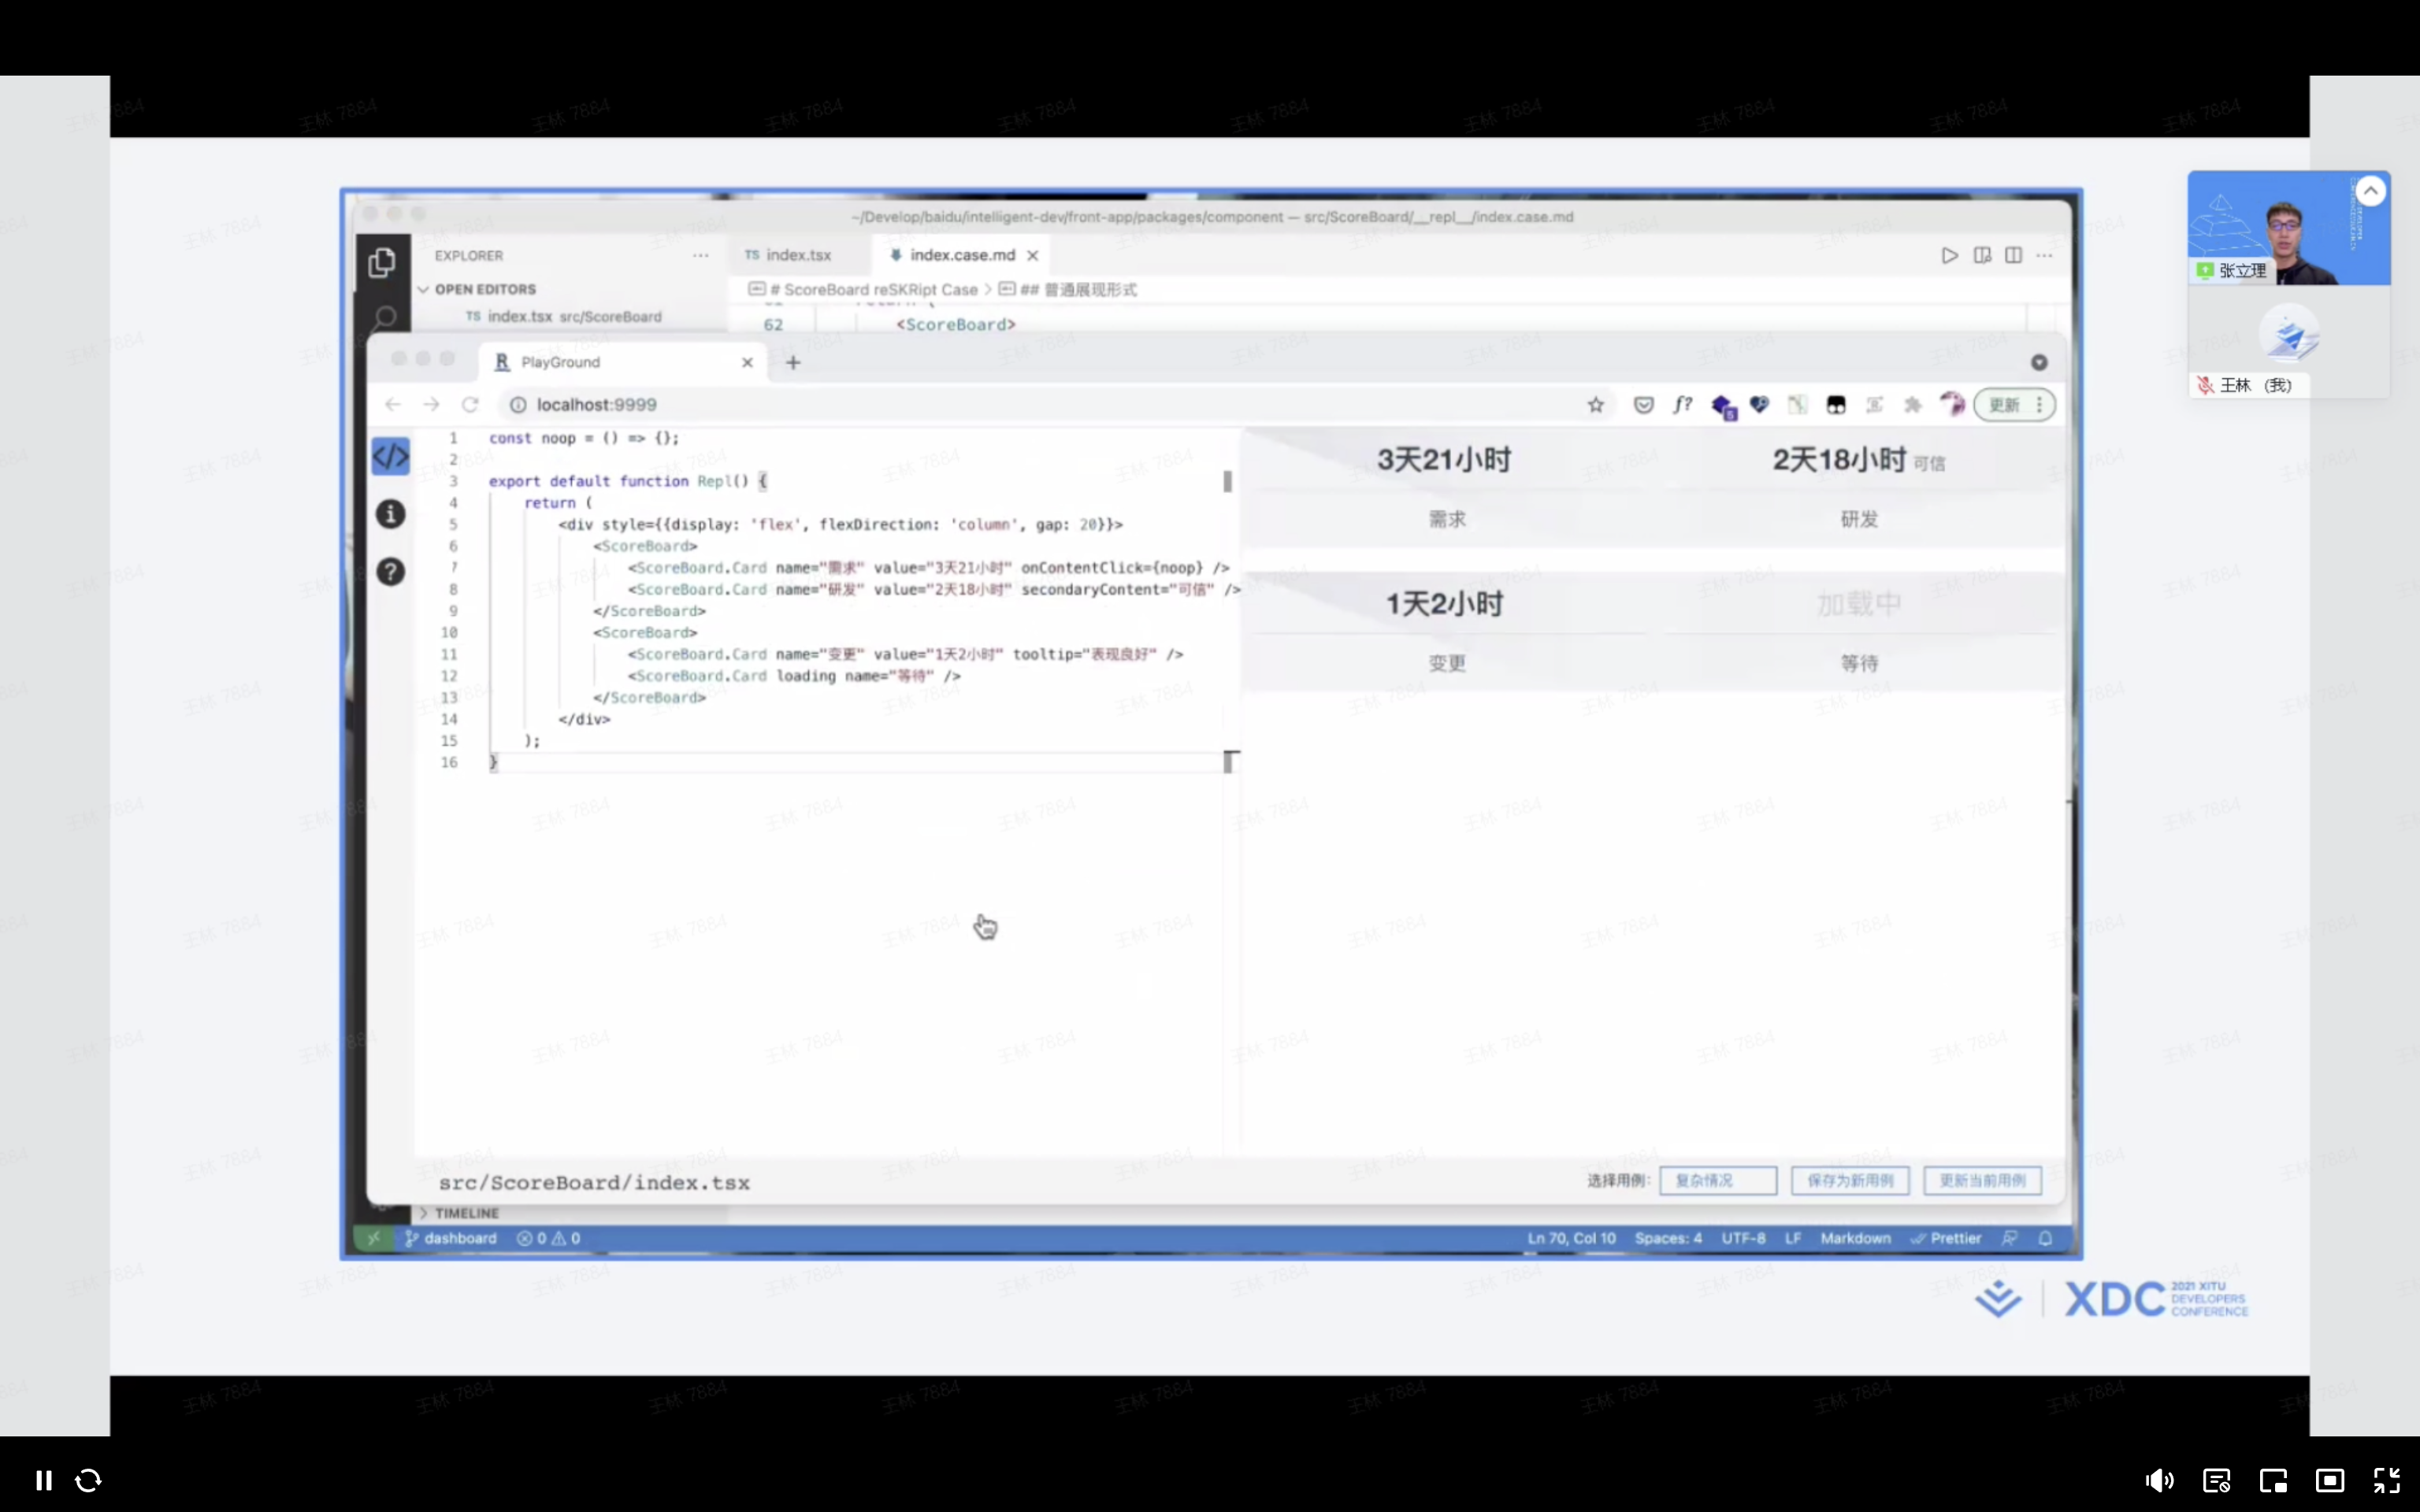 ~/Develop/baidu/intelligent-dev/front-app/packages/component — src/ScoreBoard/__repl__/index.case.md
EXPLORER
TS index.tsx
index.case.md
OPEN EDITORS
# ScoreBoard reSKRipt Case > ## 普通展现形式
TS index.tsx src/ScoreBoard
62 <ScoreBoard>
PlayGround
localhost:9999
更新
1 const noop = () => {};
2
3 export default function Repl() {
4 return (
5 <div style={{display: 'flex', flexDirection: 'column', gap: 20}}>
6 <ScoreBoard>
7 <ScoreBoard.Card name="需求" value="3天21小时" onContentClick={noop} />
8 <ScoreBoard.Card name="研发" value="2天18小时" secondaryContent="可信" />
9 </ScoreBoard>
10 <ScoreBoard>
11 <ScoreBoard.Card name="变更" value="1天2小时" tooltip="表现良好" />
12 <ScoreBoard.Card loading name="等待" />
13 </ScoreBoard>
14 </div>
15 );
16 }
3天21小时
需求
2天18小时 可信
研发
1天2小时
变更
加载中
等待
src/ScoreBoard/index.tsx
选择用例: 复杂情况 保存为新用例 更新当前用例
TIMELINE
dashboard 0 0
Ln 70, Col 10 Spaces: 4 UTF-8 LF Markdown Prettier
张立理
王林 (我)
XDC
2021 XITU
DEVELOPERS
CONFERENCE
王林 7884